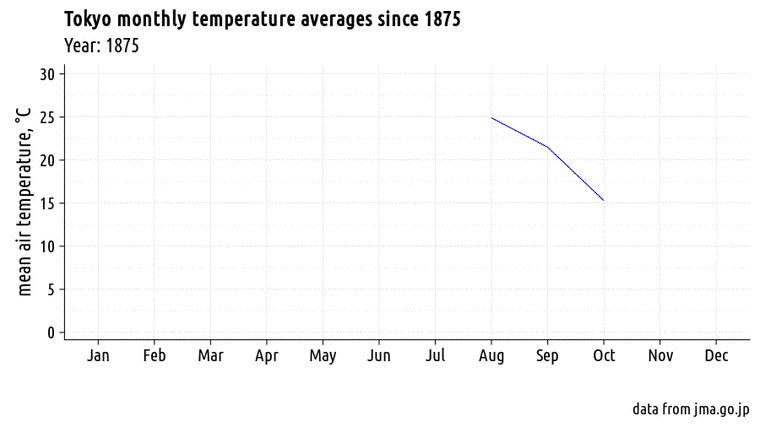 Tokyo monthly temperature averages since 1875
Year: 1875
mean air temperature, °C
30
25
20
15
10
5
0
Jan Feb Mar Apr May Jun Jul Aug Sep Oct Nov Dec
data from jma.go.jp